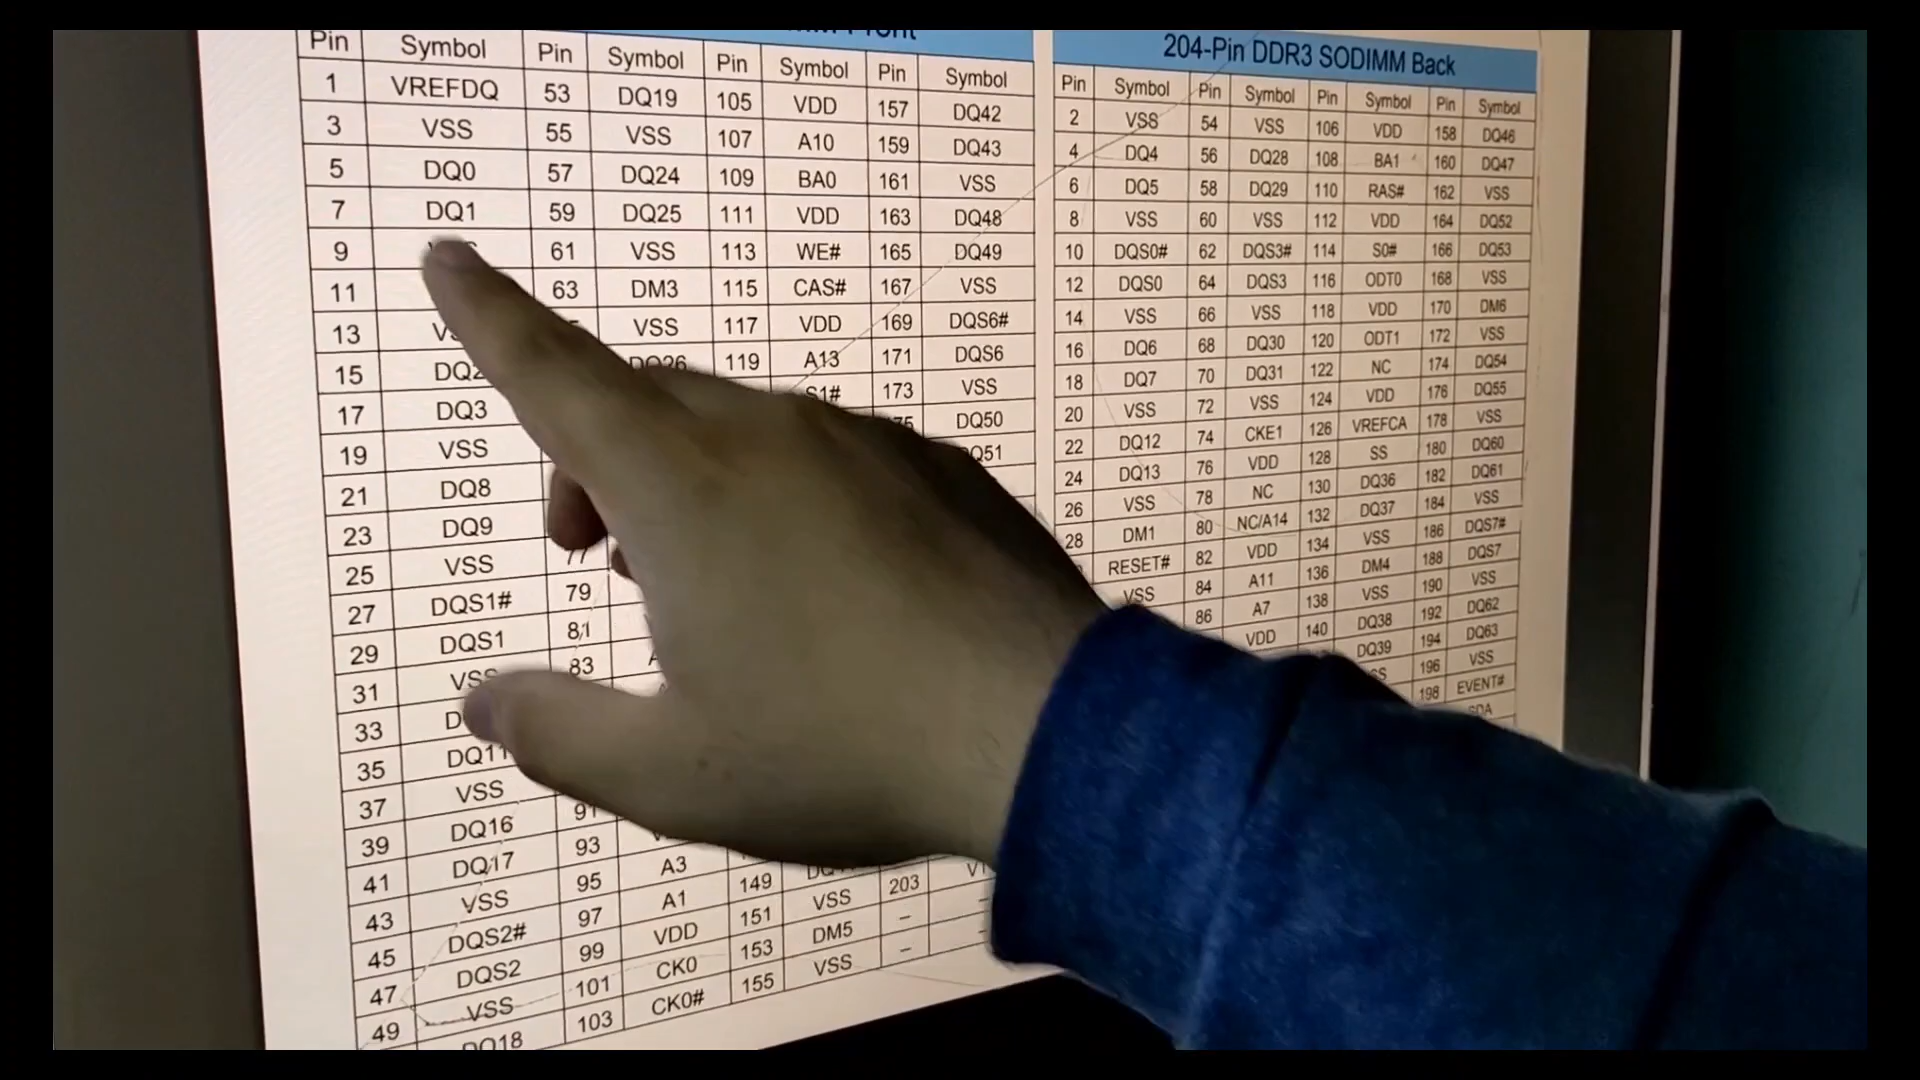 Pin Symbol Pin Symbol Pin Symbol Pin Symbol
1 VREFDQ 53 DQ19 105 VDD 157 DQ42
3 VSS 55 VSS 107 A10 159 DQ43
5 DQ0 57 DQ24 109 BA0 161 VSS
7 DQ1 59 DQ25 111 VDD 163 DQ48
9 61 VSS 113 WE# 165 DQ49
11 63 DM3 115 CAS# 167 VSS
13 VSS 117 VDD 169 DQS6#
15 DQ26 119 A13 171 DQS6
17 DQ3 S1# 173 VSS
19 VSS DQ50
21 DQ8 DQ51
23 DQ9
25 VSS 77
27 DQS1# 79
29 DQS1 81
31 VSS 83
33
35 DQ11
37 VSS
39 DQ16 91
41 DQ17 93
43 VSS 95 A3
45 DQS2# 97 A1 149
47 DQS2 99 VDD 151 VSS 203
49 VSS 101 CK0 153 DM5 – –
DQ18 103 CK0# 155 VSS – –
204-Pin DDR3 SODIMM Back
Pin Symbol Pin Symbol Pin Symbol Pin Symbol
2 VSS 54 VSS 106 VDD 158 DQ46
4 DQ4 56 DQ28 108 BA1 160 DQ47
6 DQ5 58 DQ29 110 RAS# 162 VSS
8 VSS 60 VSS 112 VDD 164 DQ52
10 DQS0# 62 DQS3# 114 S0# 166 DQ53
12 DQS0 64 DQS3 116 ODT0 168 VSS
14 VSS 66 VSS 118 VDD 170 DM6
16 DQ6 68 DQ30 120 ODT1 172 VSS
18 DQ7 70 DQ31 122 NC 174 DQ54
20 VSS 72 VSS 124 VDD 176 DQ55
22 DQ12 74 CKE1 126 VREFCA 178 VSS
24 DQ13 76 VDD 128 SS 180 DQ60
26 VSS 78 NC 130 DQ36 182 DQ61
28 DM1 80 NC/A14 132 DQ37 184 VSS
RESET# 82 VDD 134 VSS 186 DQS7#
VSS 84 A11 136 DM4 188 DQS7
86 A7 138 VSS 190 VSS
VDD 140 DQ38 192 DQ62
DQ39 194 DQ63
196 VSS
198 EVENT#
SDA